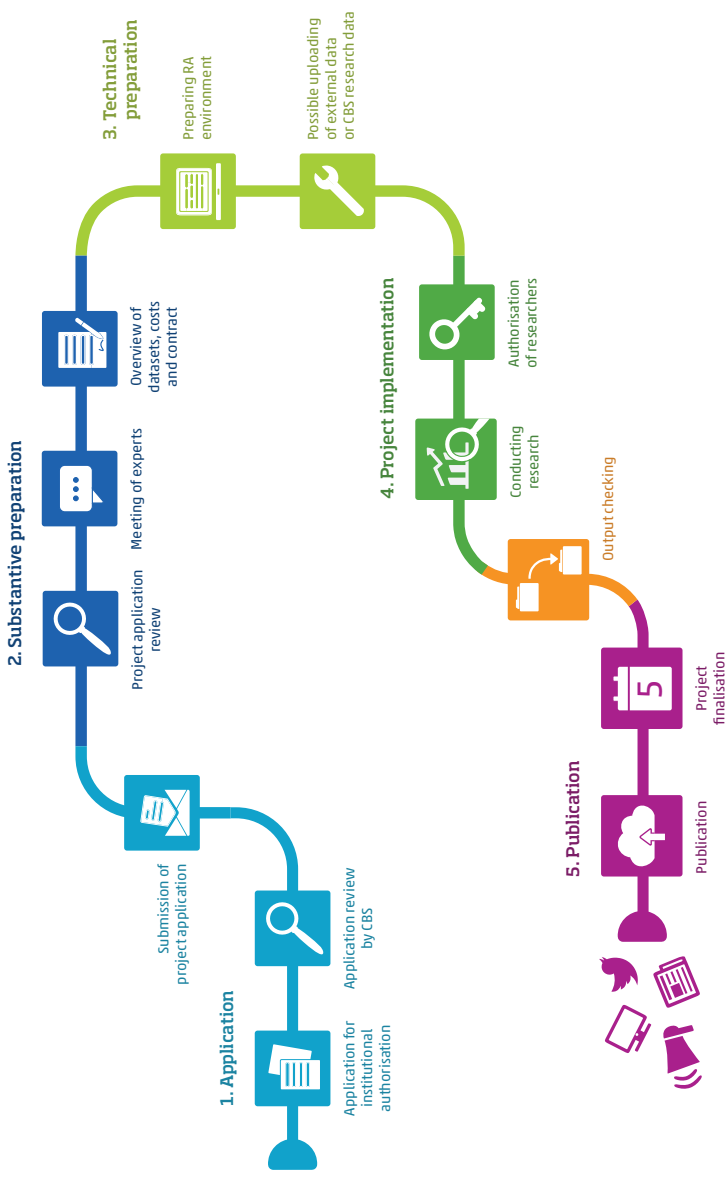 1. Application
Application for
institutional
authorisation
Application review
by CBS
Submission of
project application
2. Substantive preparation
Project application
review
Meeting of experts
Overview of
datasets, costs
and contract
3. Technical
preparation
Preparing RA
environment
Possible uploading
of external data
or CBS research data
4. Project implementation
Authorisation
of researchers
Conducting
research
Output checking
5. Publication
5
Project
finalisation
Publication